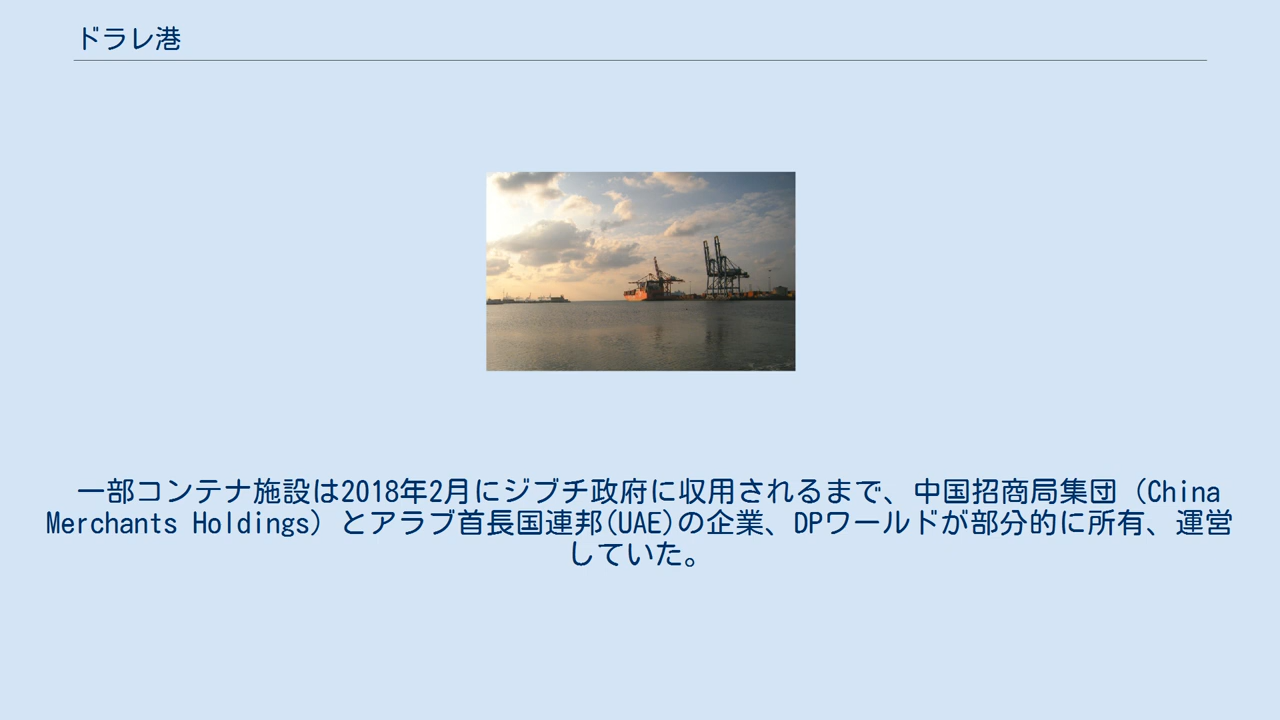 ドラレ港
一部コンテナ施設は2018年2月にジブチ政府に収用されるまで、中国招商局集団（China
Merchants Holdings）とアラブ首長国連邦(UAE)の企業、DPワールドが部分的に所有、運営
していた。